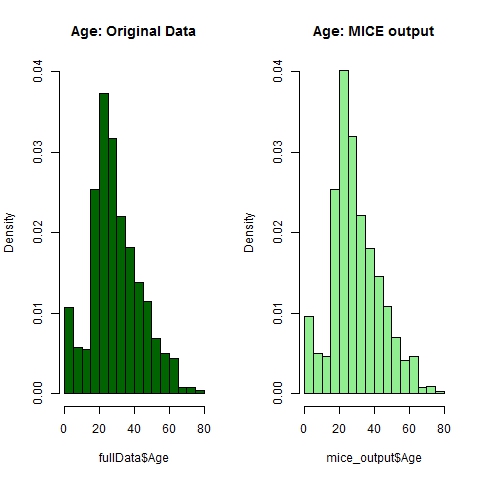 Age: Original Data
Age: MICE output
Density
0.00 0.01 0.02 0.03 0.04
0 20 40 60 80
fullData$Age
Density
0.00 0.01 0.02 0.03 0.04
0 20 40 60 80
mice_output$Age